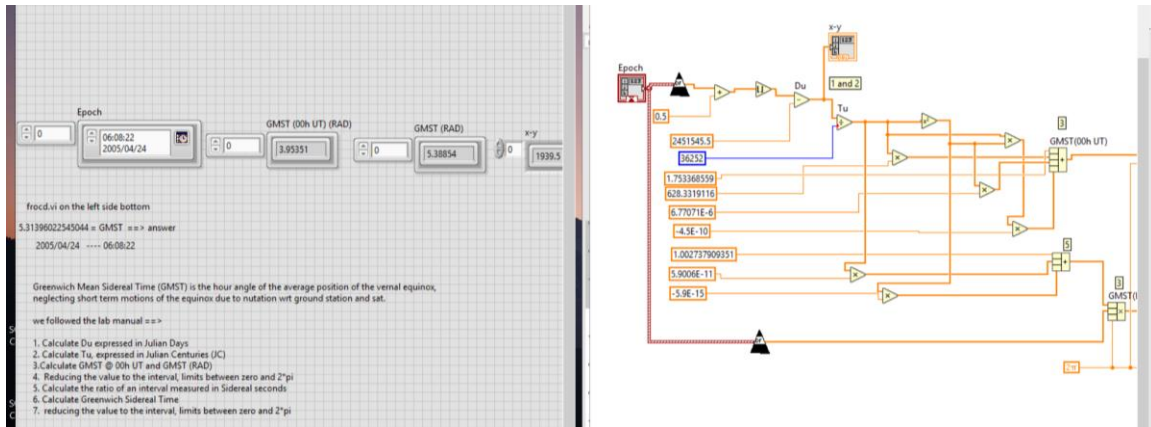 Epoch
0
06:08:22
2005/04/24
0
GMST (00h UT) (RAD)
3.95351
0
GMST (RAD)
5.38854
x-y
0
1939.5
frocd.vi on the left side bottom
5.31396022545044 = GMST ==> answer
2005/04/24 ---- 06:08:22
Greenwich Mean Sidereal Time (GMST) is the hour angle of the average position of the vernal equinox,
neglecting short term motions of the equinox due to nutation wrt ground station and sat.
we followed the lab manual ==>
1. Calculate Du expressed in Julian Days
2. Calculate Tu, expressed in Julian Centuries (JC)
3.Calculate GMST @ 00h UT and GMST (RAD)
4. Reducing the value to the interval, limits between zero and 2*pi
5. Calculate the ratio of an interval measured in Sidereal seconds
6. Calculate Greenwich Sidereal Time
7. reducing the value to the interval, limits between zero and 2*pi
x-y
Epoch
1 and 2
Du
0.5
Tu
2451545.5
36252
3
GMST(00h UT)
1.753368559
628.3319116
6.77071E-6
-4.5E-10
5
1.002737909351
5.9006E-11
-5.9E-15
3
GMST(
2π